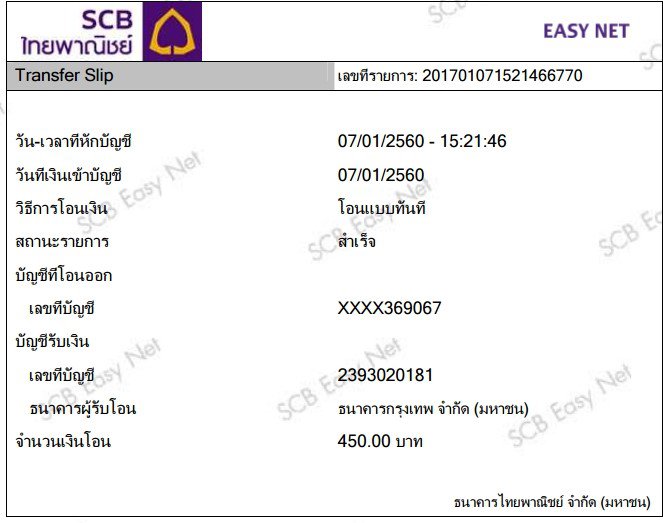 SCB
ไทยพาณิชย์
EASY NET
Transfer Slip เลขที่รายการ: 201701071521466770
วัน-เวลาที่หักบัญชี 07/01/2560 - 15:21:46
วันที่เงินเข้าบัญชี 07/01/2560
วิธีการโอนเงิน โอนแบบทันที
สถานะรายการ สำเร็จ
บัญชีที่โอนออก
เลขที่บัญชี XXXX369067
บัญชีรับเงิน
เลขที่บัญชี 2393020181
ธนาคารผู้รับโอน ธนาคารกรุงเทพ จำกัด (มหาชน)
จำนวนเงินโอน 450.00 บาท
ธนาคารไทยพาณิชย์ จำกัด (มหาชน)
SCB Easy Net
SCB Easy Net
SCB Easy Net
SCB Easy Net
SCB Easy Net